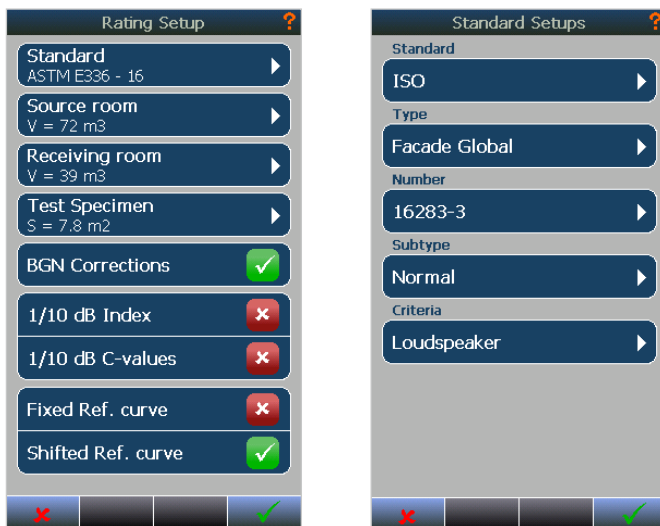 Rating Setup ?
Standard
ASTM E336 - 16
Source room
V = 72 m3
Receiving room
V = 39 m3
Test Specimen
S = 7.8 m2
BGN Corrections
1/10 dB Index
1/10 dB C-values
Fixed Ref. curve
Shifted Ref. curve
Standard Setups ?
Standard
ISO
Type
Facade Global
Number
16283-3
Subtype
Normal
Criteria
Loudspeaker